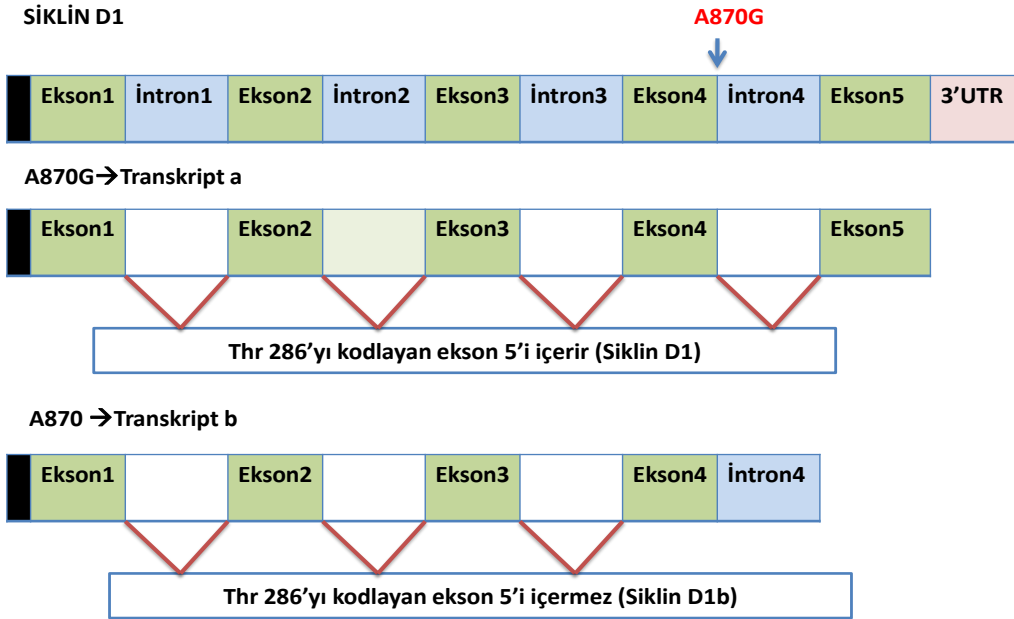 SİKLİN D1
A870G
Ekson1 İntron1 Ekson2 İntron2 Ekson3 İntron3 Ekson4 İntron4 Ekson5 3'UTR
A870G→Transkript a
Ekson1 Ekson2 Ekson3 Ekson4 Ekson5
Thr 286'yı kodlayan ekson 5'i içerir (Siklin D1)
A870 →Transkript b
Ekson1 Ekson2 Ekson3 Ekson4 İntron4
Thr 286'yı kodlayan ekson 5'i içermez (Siklin D1b)